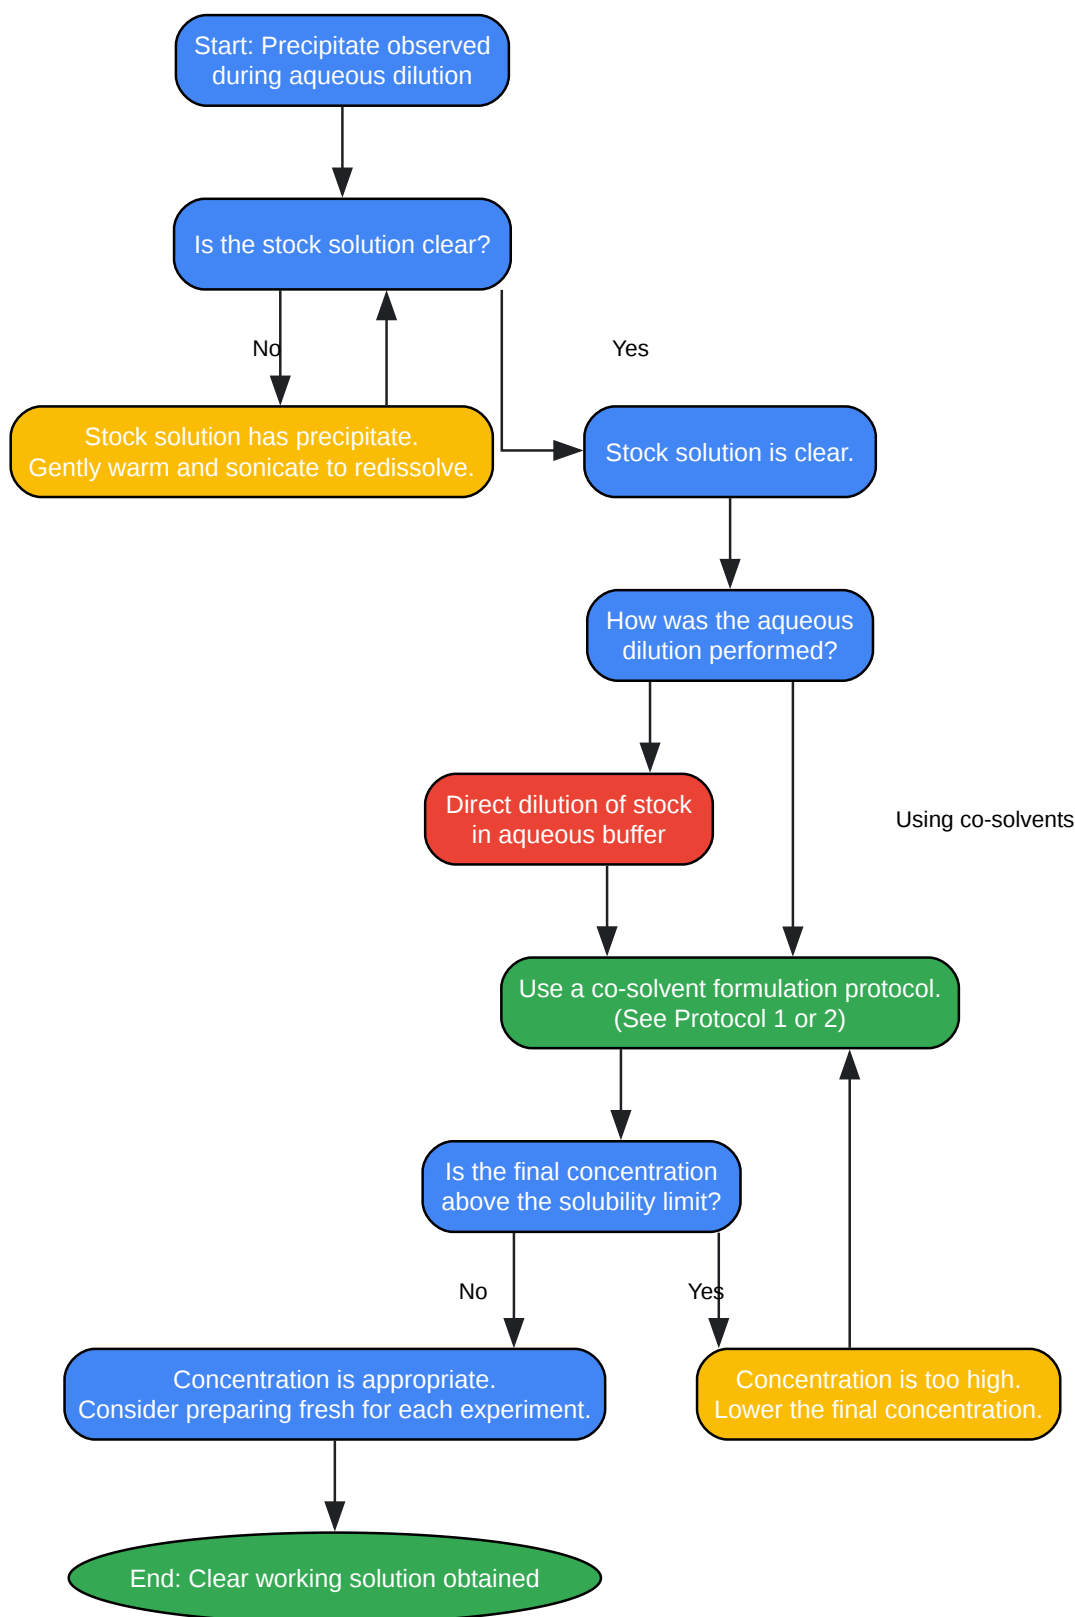 Start: Precipitate observed
during aqueous dilution
Is the stock solution clear?
No
Yes
Stock solution has precipitate.
Gently warm and sonicate to redissolve.
Stock solution is clear.
How was the aqueous
dilution performed?
Direct dilution of stock
in aqueous buffer
Using co-solvents
Use a co-solvent formulation protocol.
(See Protocol 1 or 2)
Is the final concentration
above the solubility limit?
No
Yes
Concentration is appropriate.
Consider preparing fresh for each experiment.
Concentration is too high.
Lower the final concentration.
End: Clear working solution obtained